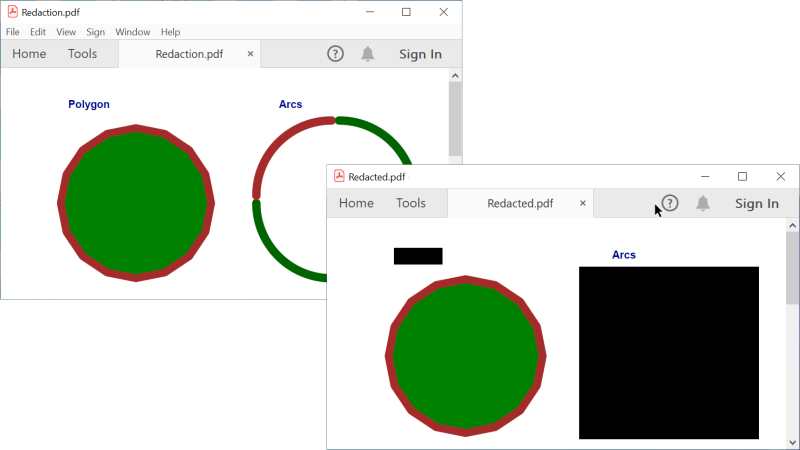 Redaction.pdf
File Edit View Sign Window Help
Home Tools Redaction.pdf × ? Sign In
Polygon Arcs
Redacted.pdf
Home Tools Redacted.pdf × ? Sign In
Arcs